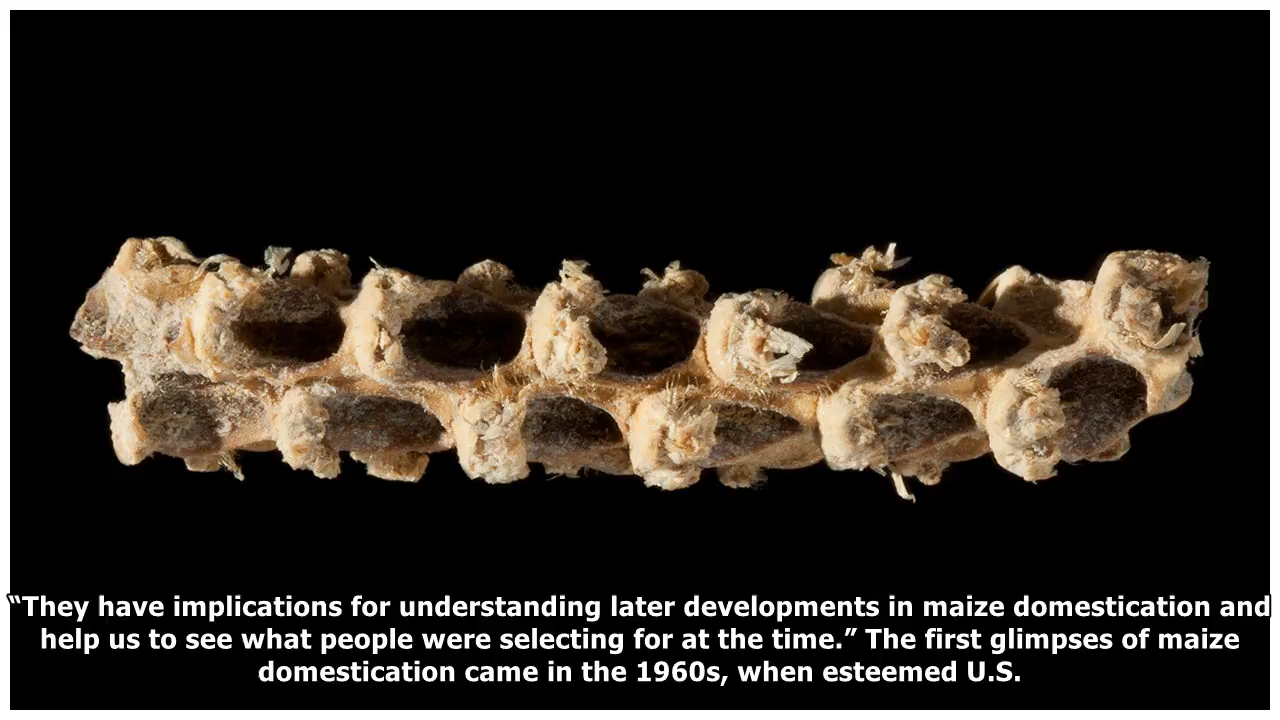 “They have implications for understanding later developments in maize domestication and
help us to see what people were selecting for at the time.” The first glimpses of maize
domestication came in the 1960s, when esteemed U.S.